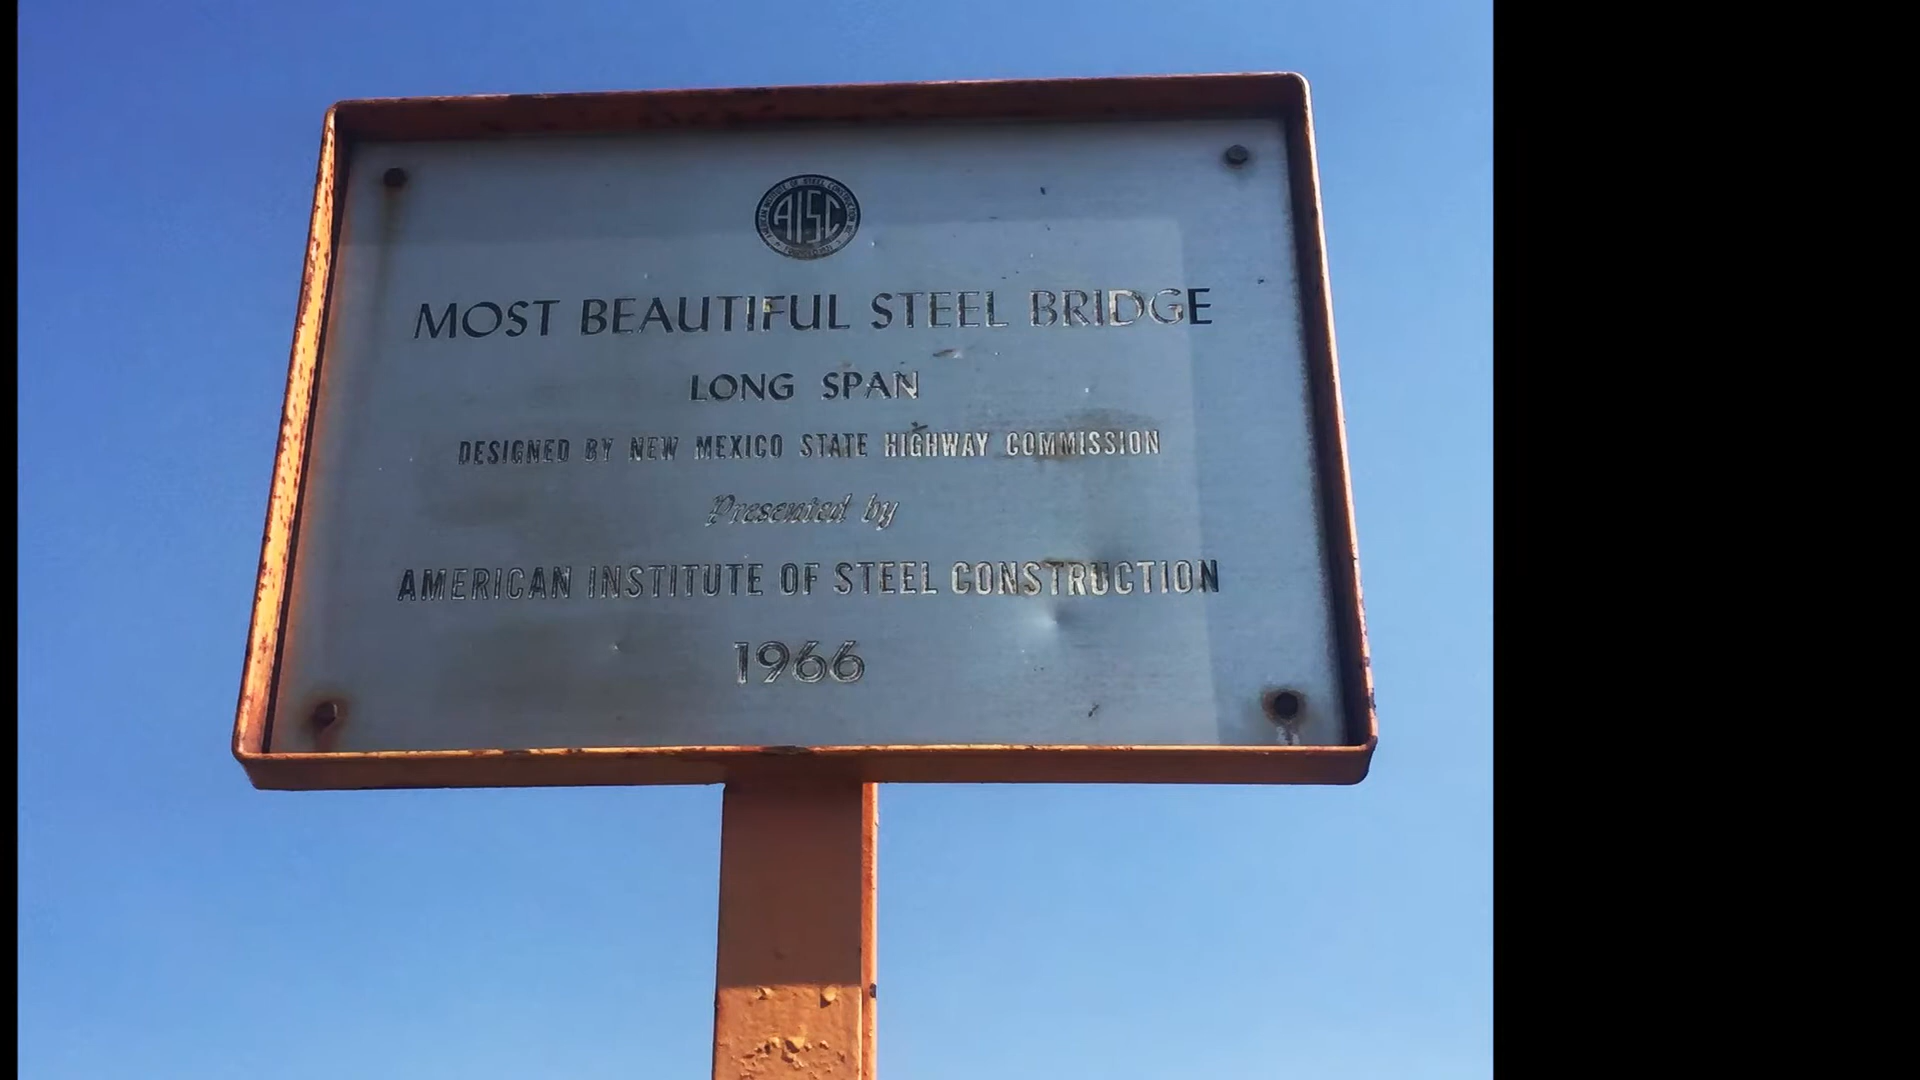 AISC
MOST BEAUTIFUL STEEL BRIDGE
LONG SPAN
DESIGNED BY NEW MEXICO STATE HIGHWAY COMMISSION
Presented by
AMERICAN INSTITUTE OF STEEL CONSTRUCTION
1966